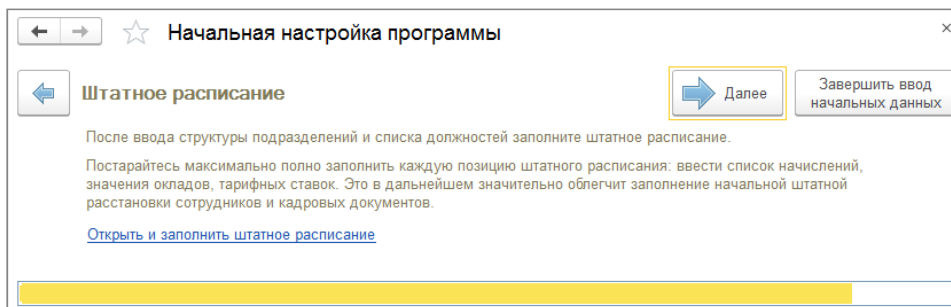 Начальная настройка программы
Штатное расписание
Далее
Завершить ввод
начальных данных
После ввода структуры подразделений и списка должностей заполните штатное расписание.
Постарайтесь максимально полно заполнить каждую позицию штатного расписания: ввести список начислений,
значения окладов, тарифных ставок. Это в дальнейшем значительно облегчит заполнение начальной штатной
расстановки сотрудников и кадровых документов.
Открыть и заполнить штатное расписание